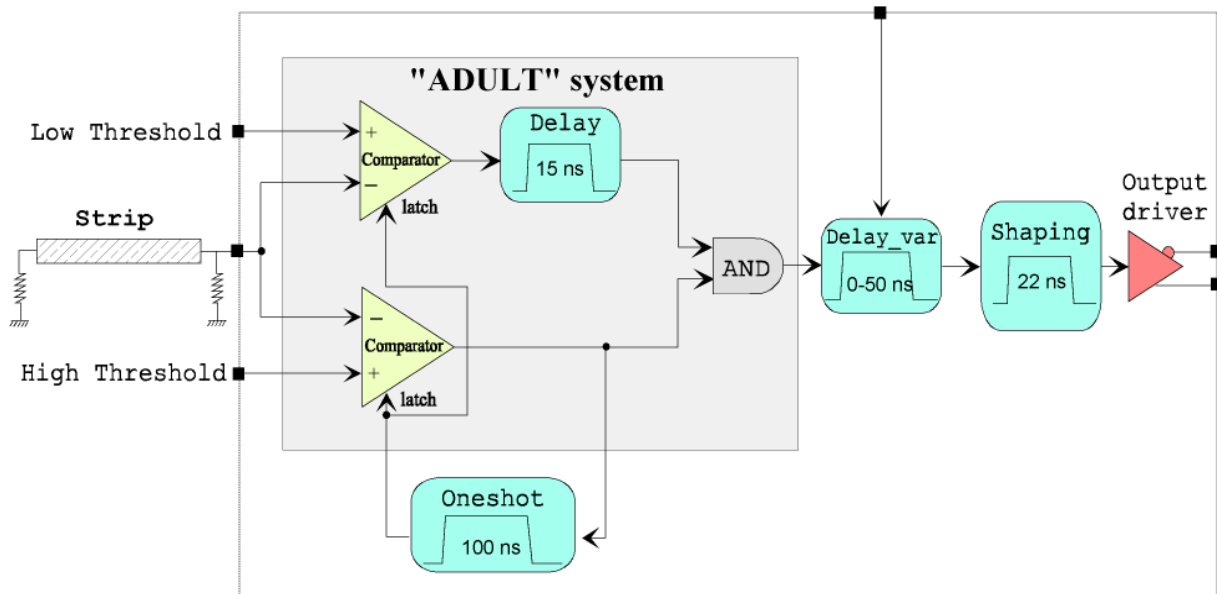 "ADULT" system
Low Threshold
+
Comparator
−
latch
Delay
15 ns
Strip
AND
Delay_var
0-50 ns
Shaping
22 ns
Output
driver
−
Comparator
+
latch
High Threshold
Oneshot
100 ns